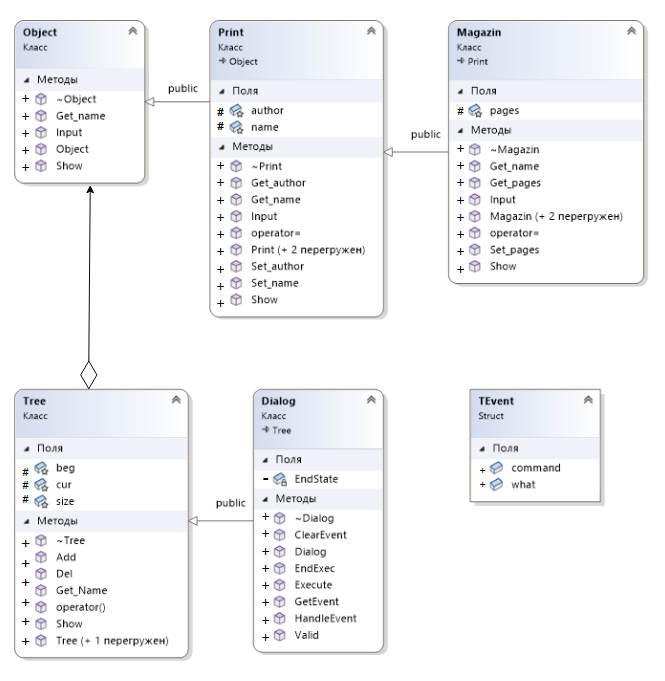 Object
Класс
Методы
+ ~Object
+ Get_name
+ Input
+ Object
+ Show
public
Print
Класс
Object
Поля
# author
# name
Методы
+ ~Print
+ Get_author
+ Get_name
+ Input
+ operator=
+ Print (+ 2 перегружен)
+ Set_author
+ Set_name
+ Show
public
Magazin
Класс
Print
Поля
# pages
Методы
+ ~Magazin
+ Get_name
+ Get_pages
+ Input
+ Magazin (+ 2 перегружен)
+ operator=
+ Set_pages
+ Show
Tree
Класс
Поля
# beg
# cur
# size
Методы
+ ~Tree
+ Add
+ Del
+ Get_Name
+ operator()
+ Show
+ Tree (+ 1 перегружен)
public
Dialog
Класс
Tree
Поля
- EndState
Методы
+ ~Dialog
+ ClearEvent
+ Dialog
+ EndExec
+ Execute
+ GetEvent
+ HandleEvent
+ Valid
TEvent
Struct
Поля
+ command
+ what